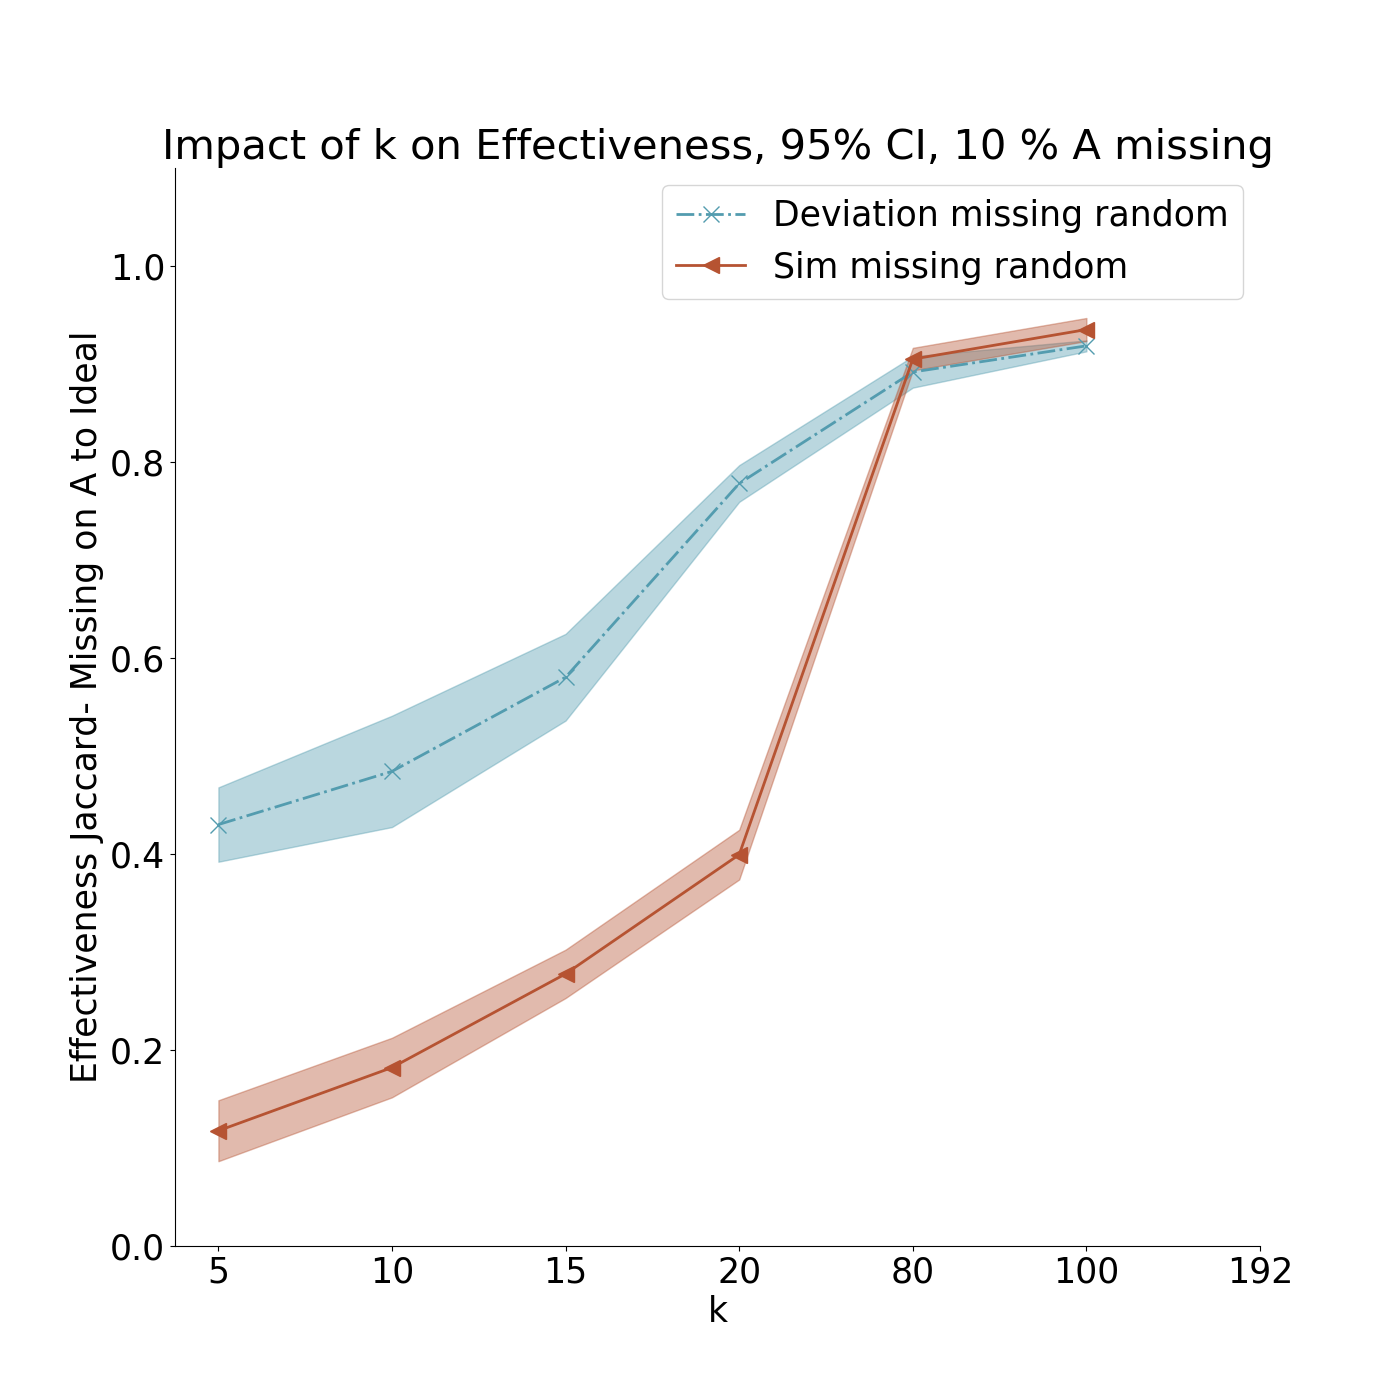 Impact of k on Effectiveness, 95% CI, 10 % A missing
Deviation missing random
Sim missing random
Effectiveness Jaccard- Missing on A to Ideal
1.0
0.8
0.6
0.4
0.2
0.0
5 10 15 20 80 100 192
k